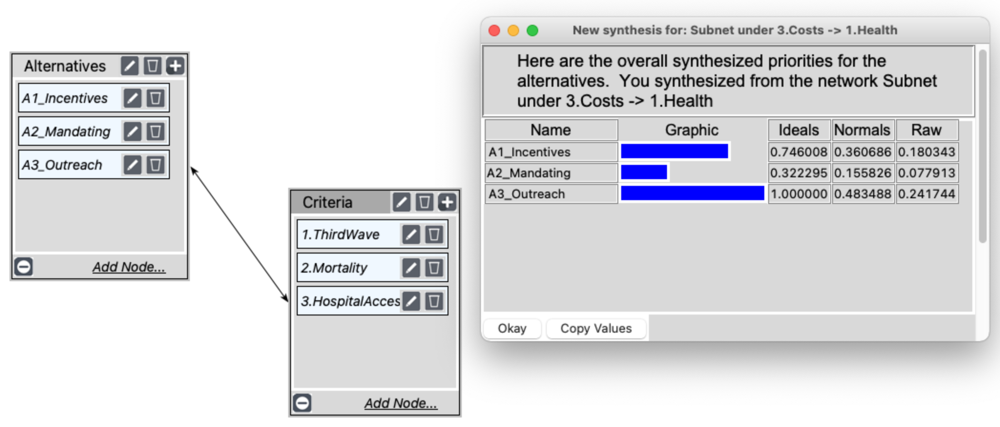 Alternatives
A1_Incentives
A2_Mandating
A3_Outreach
Add Node...
Criteria
1.ThirdWave
2.Mortality
3.HospitalAcces
Add Node...
New synthesis for: Subnet under 3.Costs -> 1.Health
Here are the overall synthesized priorities for the
alternatives. You synthesized from the network Subnet
under 3.Costs -> 1.Health
Name Graphic Ideals Normals Raw
A1_Incentives 0.746008 0.360686 0.180343
A2_Mandating 0.322295 0.155826 0.077913
A3_Outreach 1.000000 0.483488 0.241744
Okay Copy Values